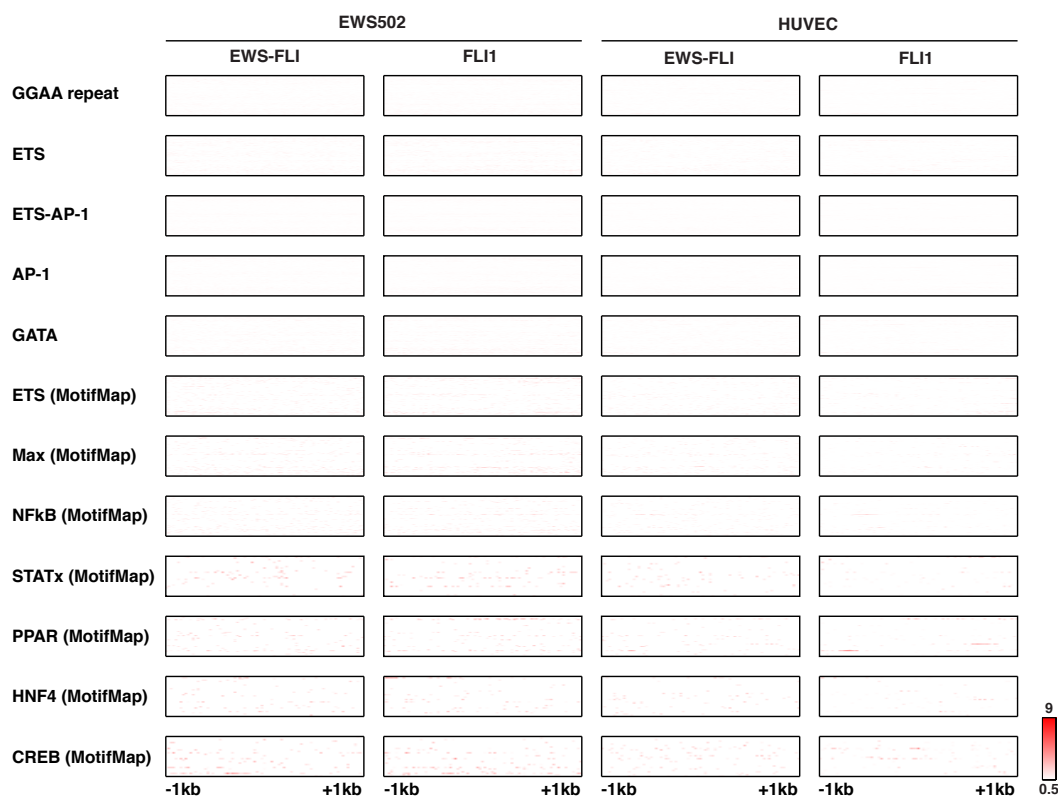 EWS502 HUVEC
EWS-FLI FLI1 EWS-FLI FLI1
GGAA repeat
ETS
ETS-AP-1
AP-1
GATA
ETS (MotifMap)
Max (MotifMap)
NFkB (MotifMap)
STATx (MotifMap)
PPAR (MotifMap)
HNF4 (MotifMap)
9
CREB (MotifMap)
-1kb +1kb -1kb +1kb -1kb +1kb -1kb +1kb 0.5